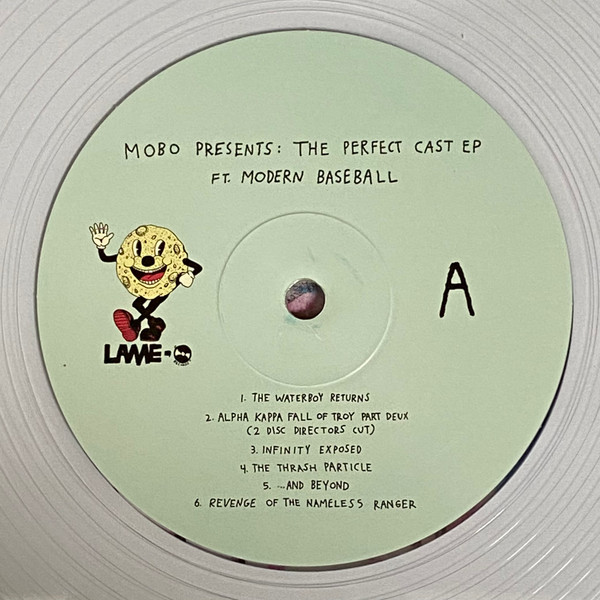 MOBO PRESENTS: THE PERFECT CAST EP
FT. MODERN BASEBALL
A
LAME-O
1. THE WATERBOY RETURNS
2. ALPHA KAPPA FALL OF TROY PART DEUX
(2 DISC DIRECTORS CUT)
3. INFINITY EXPOSED
4. THE THRASH PARTICLE
5. ...AND BEYOND
6. REVENGE OF THE NAMELESS RANGER